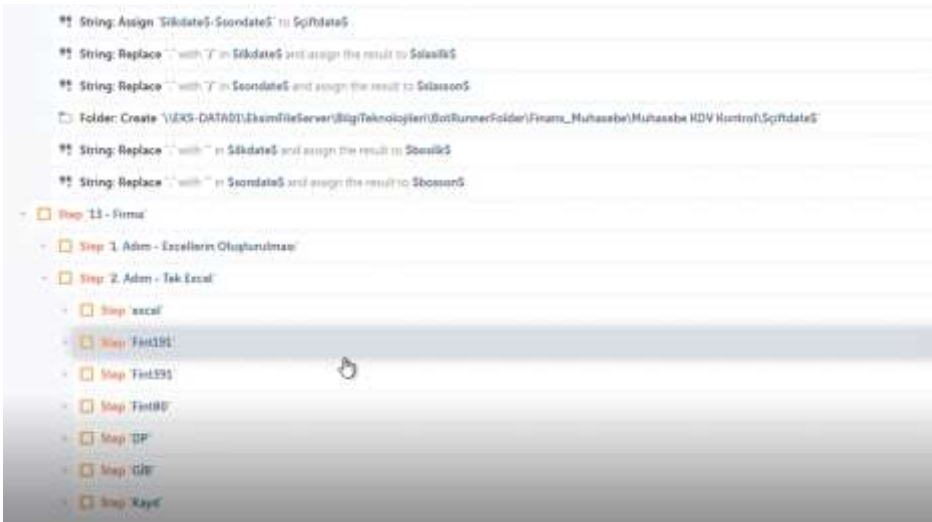 String: Assign "$ilkdate$-$sondate$" to $çiftdate$
String: Replace "." with "/" in $ilkdate$ and assign the result to $slasilk$
String: Replace "." with "/" in $sondate$ and assign the result to $slasson$
Folder: Create "\\EKS-DATA01\EksimFileServer\BilgiTeknolojileri\BotRunnerFolder\Finans_Muhasebe\Muhasebe KDV Kontrol\$çiftdate$"
String: Replace "." with "" in $ilkdate$ and assign the result to $bosilk$
String: Replace "." with "" in $sondate$ and assign the result to $bosson$
Step "13 - Firma"
Step "1. Adım - Excellerin Oluşturulması"
Step "2. Adım - Tek Excel"
Step "excel"
Step "Fint191"
Step "Fint391"
Step "Fint80"
Step "DP"
Step "GİB"
Step "Kayıt"